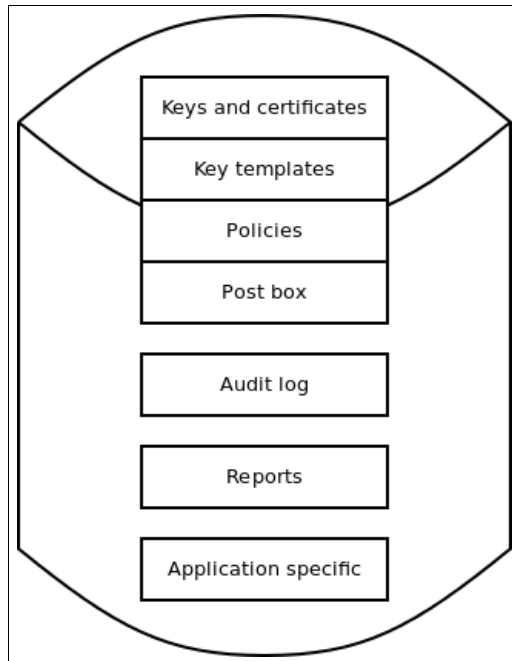 Keys and certificates
Key templates
Policies
Post box
Audit log
Reports
Application specific